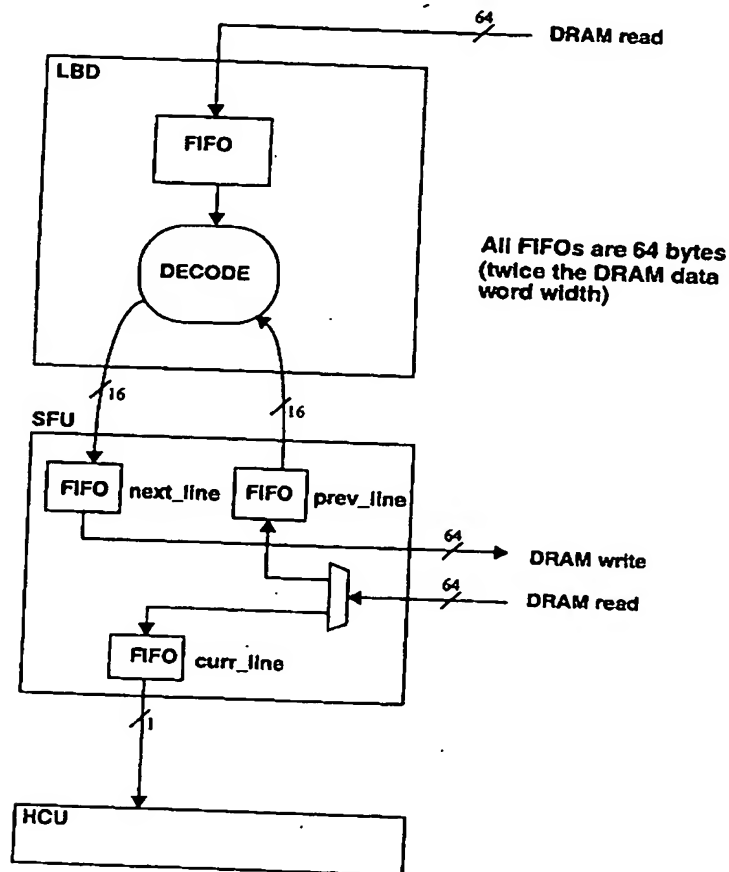 64
DRAM read
LBD
FIFO
DECODE
All FIFOs are 64 bytes
(twice the DRAM data
word width)
16
16
SFU
FIFO next_line
FIFO prev_line
64
DRAM write
64
DRAM read
FIFO curr_line
1
HCU